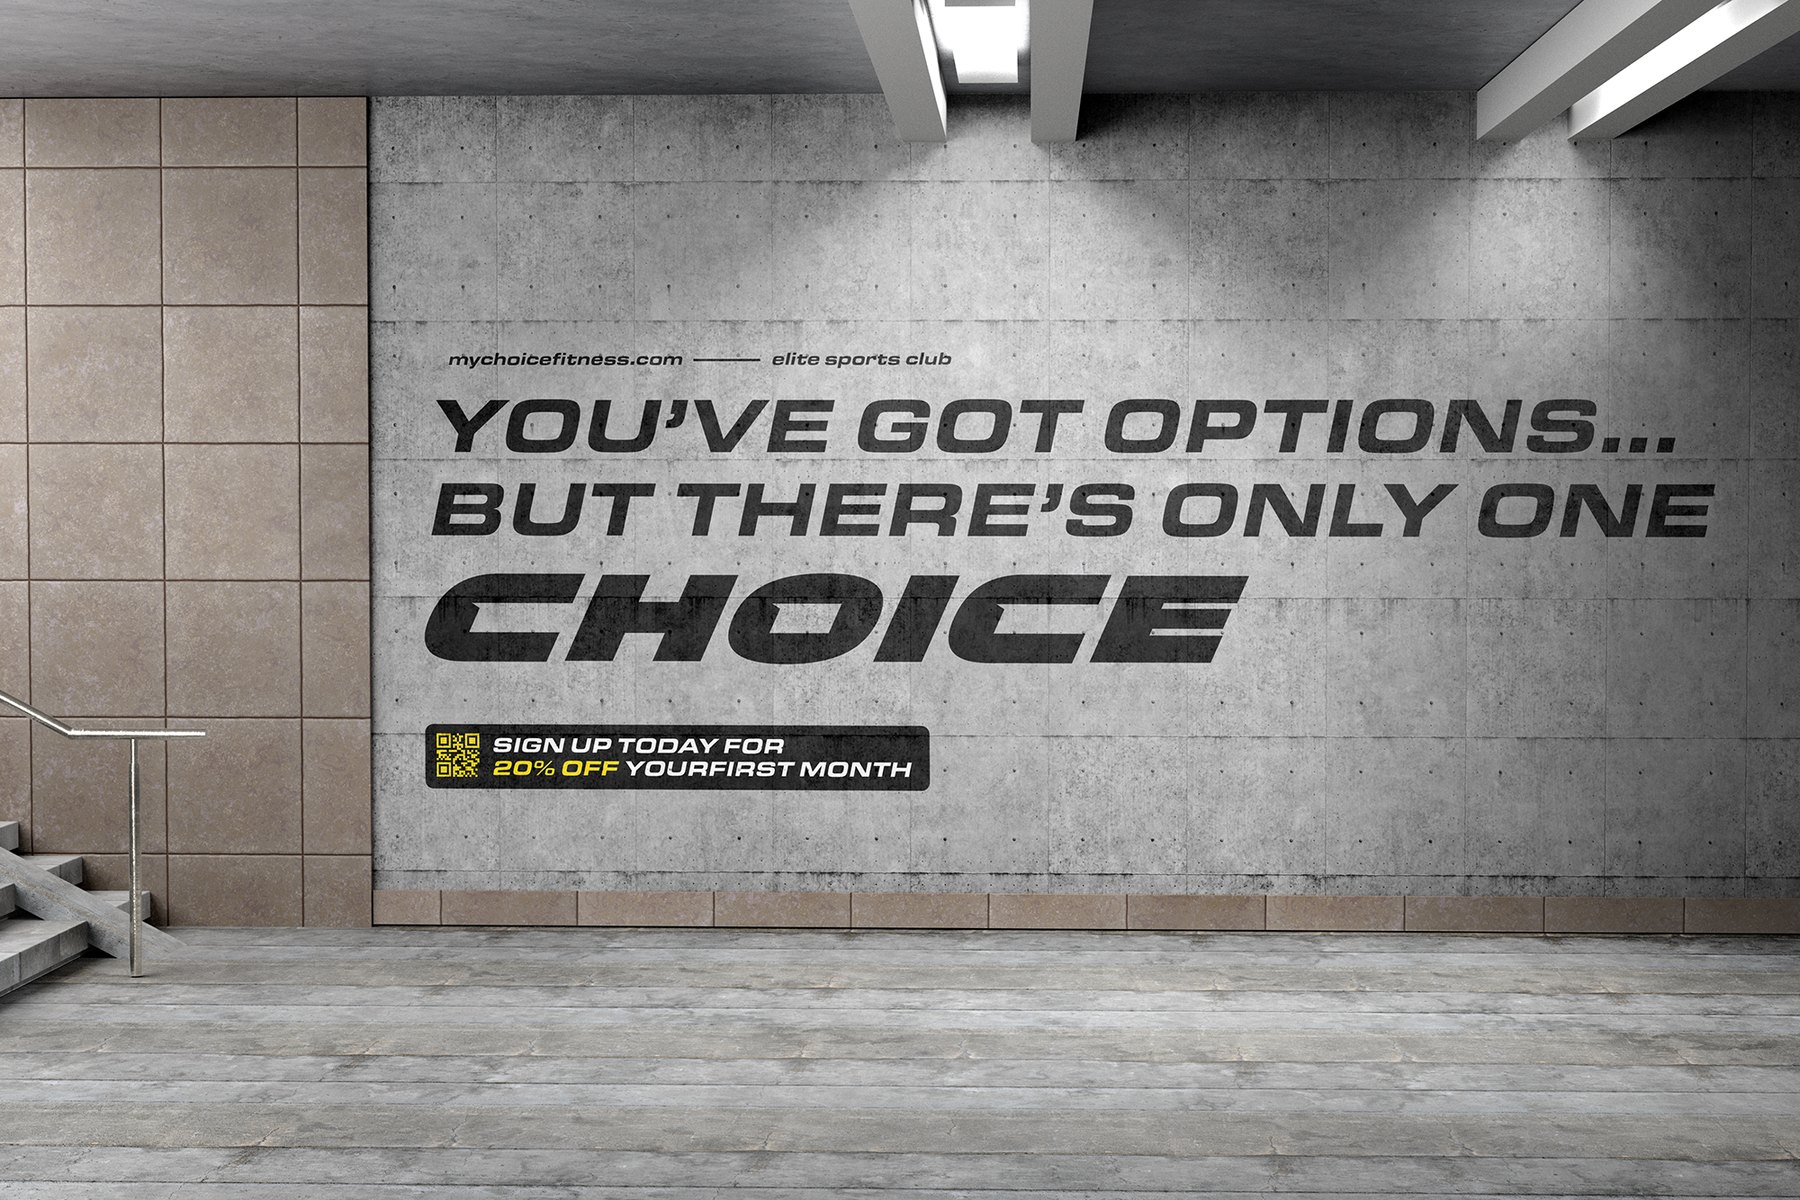 mychoicefitness.com — elite sports club
YOU'VE GOT OPTIONS...
BUT THERE'S ONLY ONE
CHOICE
SIGN UP TODAY FOR
20% OFF YOURFIRST MONTH